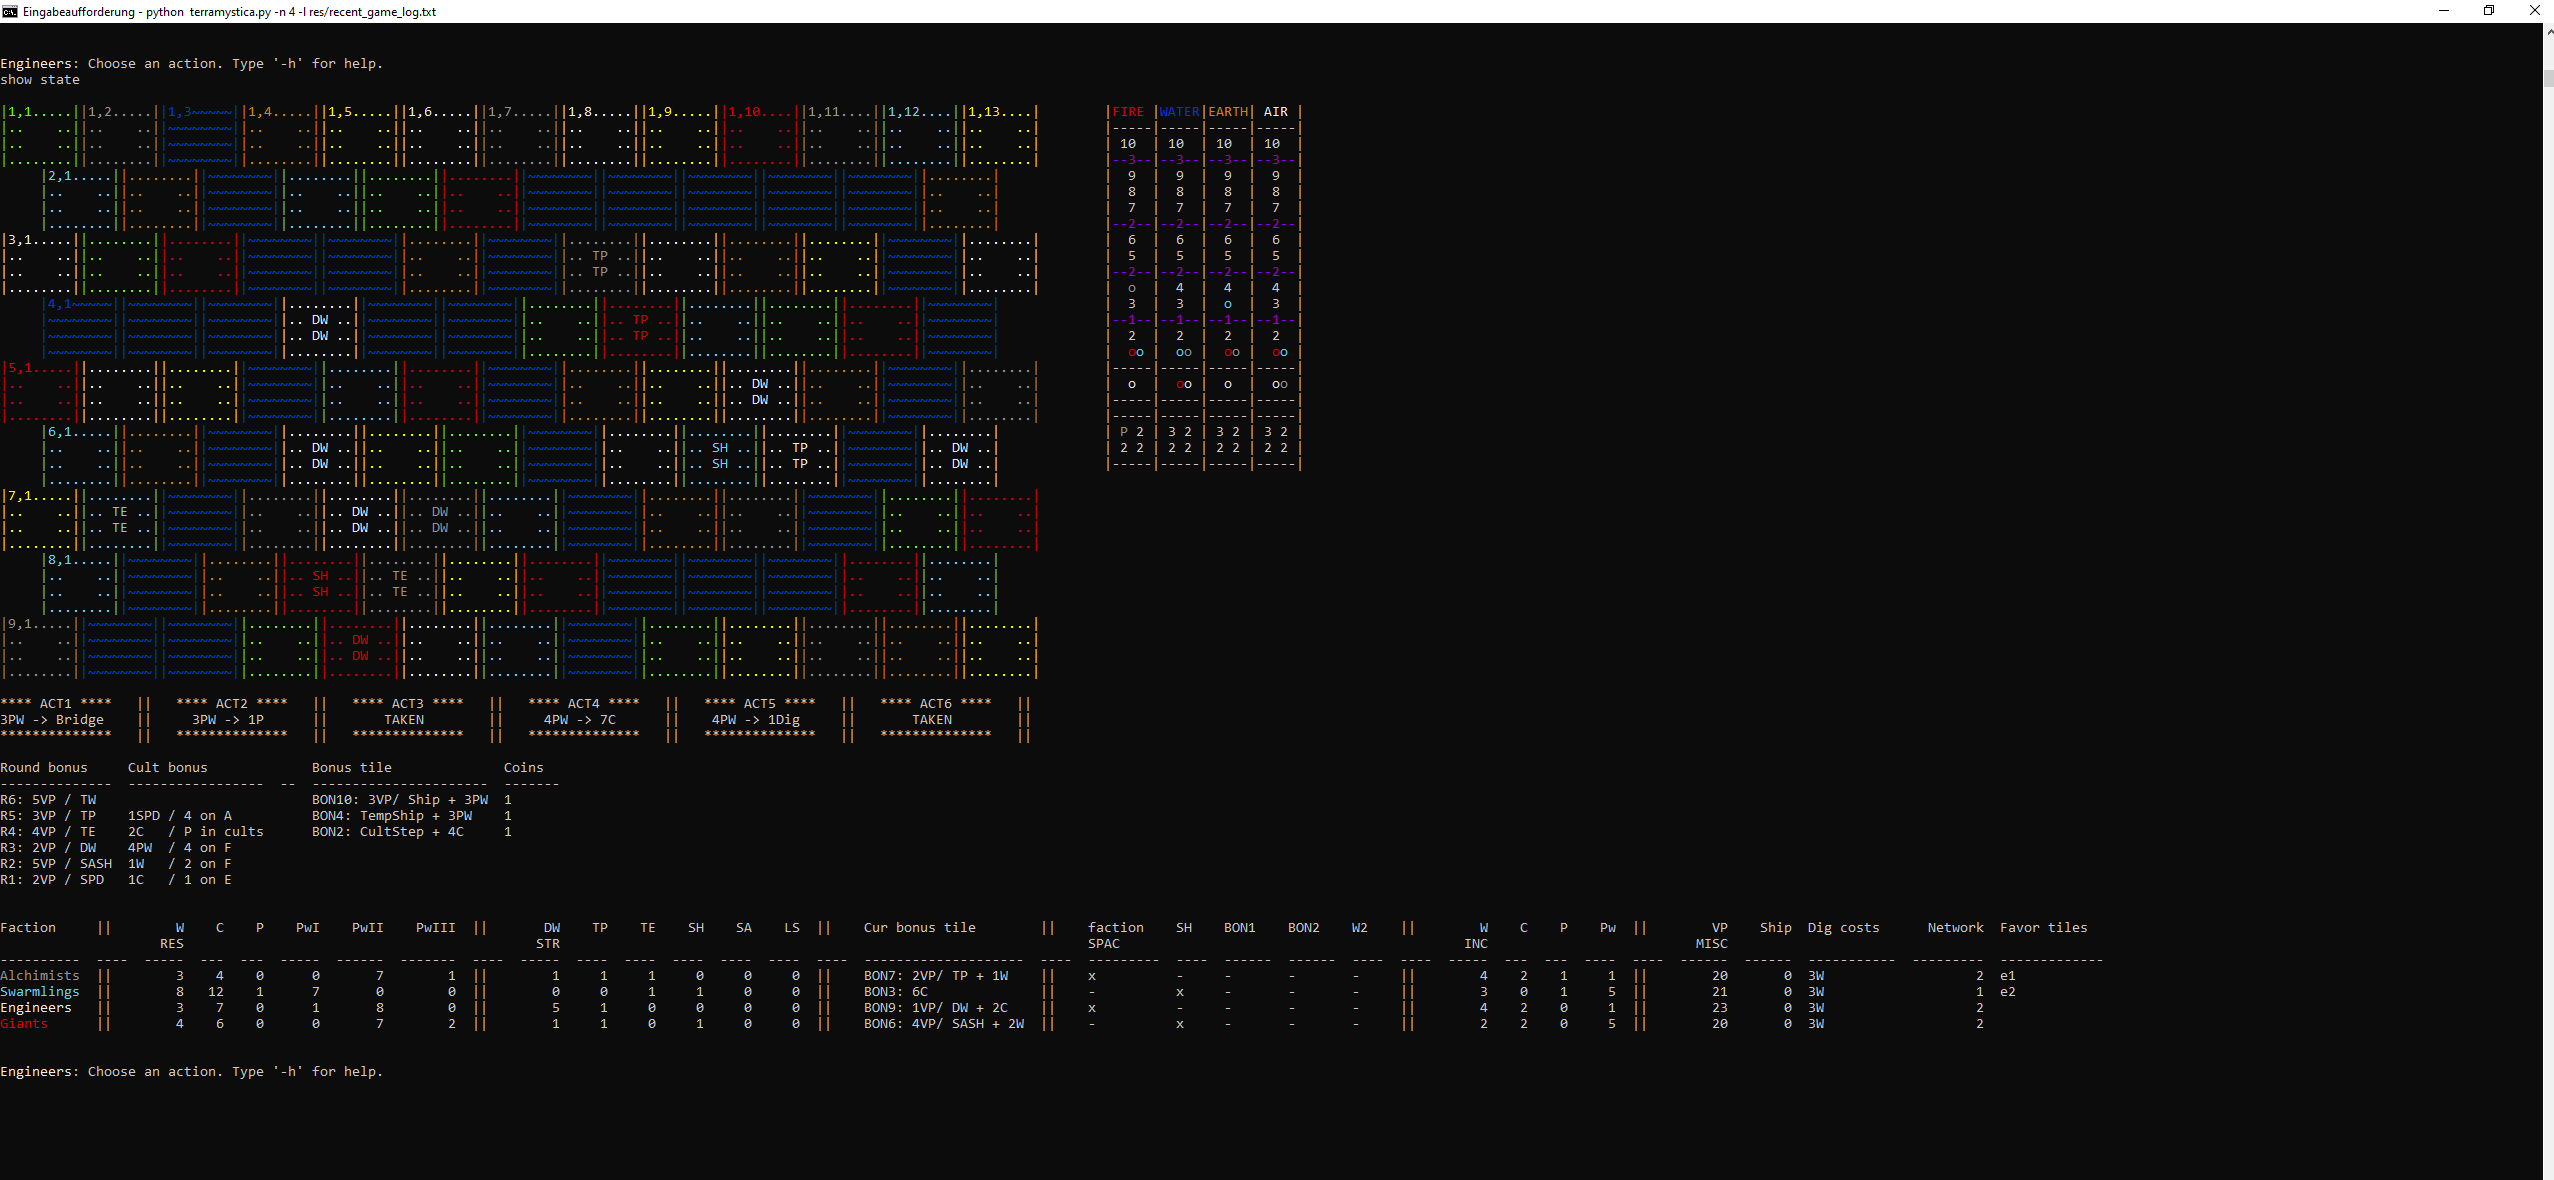 Eingabeaufforderung - python  terramystica.py -n 4 -l res/recent_game_log.txt
Engineers: Choose an action. Type '-h' for help.
show state
|1,1.....||1,2.....||1,3~~~~~||1,4.....||1,5.....||1,6.....||1,7.....||1,8.....||1,9.....||1,10....||1,11....||1,12....||1,13....| |FIRE |WATER|EARTH| AIR |
|..    ..||..    ..||~~~~~~~~||..    ..||..    ..||..    ..||..    ..||..    ..||..    ..||..    ..||..    ..||..    ..||..    ..| |-----|-----|-----|-----|
|..    ..||..    ..||~~~~~~~~||..    ..||..    ..||..    ..||..    ..||..    ..||..    ..||..    ..||..    ..||..    ..||..    ..| | 10  | 10  | 10  | 10  |
|........||........||~~~~~~~~||........||........||........||........||........||........||........||........||........||........| |--3--|--3--|--3--|--3--|
|2,1.....||........||~~~~~~~~||........||........||........||~~~~~~~~||~~~~~~~~||~~~~~~~~||~~~~~~~~||~~~~~~~~||........| |  9  |  9  |  9  |  9  |
|..    ..||..    ..||~~~~~~~~||..    ..||..    ..||..    ..||~~~~~~~~||~~~~~~~~||~~~~~~~~||~~~~~~~~||~~~~~~~~||..    ..| |  8  |  8  |  8  |  8  |
|..    ..||..    ..||~~~~~~~~||..    ..||..    ..||..    ..||~~~~~~~~||~~~~~~~~||~~~~~~~~||~~~~~~~~||~~~~~~~~||..    ..| |  7  |  7  |  7  |  7  |
|........||........||~~~~~~~~||........||........||........||~~~~~~~~||~~~~~~~~||~~~~~~~~||~~~~~~~~||~~~~~~~~||........| |--2--|--2--|--2--|--2--|
|3,1.....||........||........||~~~~~~~~||~~~~~~~~||........||~~~~~~~~||........||........||........||........||~~~~~~~~||........| |  6  |  6  |  6  |  6  |
|..    ..||..    ..||..    ..||~~~~~~~~||~~~~~~~~||..    ..||~~~~~~~~||.. TP ..||..    ..||..    ..||..    ..||~~~~~~~~||..    ..| |  5  |  5  |  5  |  5  |
|..    ..||..    ..||..    ..||~~~~~~~~||~~~~~~~~||..    ..||~~~~~~~~||.. TP ..||..    ..||..    ..||..    ..||~~~~~~~~||..    ..| |--2--|--2--|--2--|--2--|
|........||........||........||~~~~~~~~||~~~~~~~~||........||~~~~~~~~||........||........||........||........||~~~~~~~~||........| |  o  |  4  |  4  |  4  |
|4,1~~~~~||~~~~~~~~||~~~~~~~~||........||~~~~~~~~||~~~~~~~~||........||........||........||........||........||~~~~~~~~| |  3  |  3  |  o  |  3  |
|~~~~~~~~||~~~~~~~~||~~~~~~~~||.. DW ..||~~~~~~~~||~~~~~~~~||..    ..||.. TP ..||..    ..||..    ..||..    ..||~~~~~~~~| |--1--|--1--|--1--|--1--|
|~~~~~~~~||~~~~~~~~||~~~~~~~~||.. DW ..||~~~~~~~~||~~~~~~~~||..    ..||.. TP ..||..    ..||..    ..||..    ..||~~~~~~~~| |  2  |  2  |  2  |  2  |
|~~~~~~~~||~~~~~~~~||~~~~~~~~||........||~~~~~~~~||~~~~~~~~||........||........||........||........||........||~~~~~~~~| |  oo |  oo |  oo |  oo |
|5,1.....||........||........||~~~~~~~~||........||........||~~~~~~~~||........||........||........||........||~~~~~~~~||........| |-----|-----|-----|-----|
|..    ..||..    ..||..    ..||~~~~~~~~||..    ..||..    ..||~~~~~~~~||..    ..||..    ..||.. DW ..||..    ..||~~~~~~~~||..    ..| |  o  |  oo |  o  |  oo |
|..    ..||..    ..||..    ..||~~~~~~~~||..    ..||..    ..||~~~~~~~~||..    ..||..    ..||.. DW ..||..    ..||~~~~~~~~||..    ..| |-----|-----|-----|-----|
|........||........||........||~~~~~~~~||........||........||~~~~~~~~||........||........||........||........||~~~~~~~~||........| |-----|-----|-----|-----|
|6,1.....||........||~~~~~~~~||........||........||........||~~~~~~~~||........||........||........||~~~~~~~~||........| | P 2 | 3 2 | 3 2 | 3 2 |
|..    ..||..    ..||~~~~~~~~||.. DW ..||..    ..||..    ..||~~~~~~~~||..    ..||.. SH ..||.. TP ..||~~~~~~~~||.. DW ..| | 2 2 | 2 2 | 2 2 | 2 2 |
|..    ..||..    ..||~~~~~~~~||.. DW ..||..    ..||..    ..||~~~~~~~~||..    ..||.. SH ..||.. TP ..||~~~~~~~~||.. DW ..| |-----|-----|-----|-----|
|........||........||~~~~~~~~||........||........||........||~~~~~~~~||........||........||........||~~~~~~~~||........|
|7,1.....||........||~~~~~~~~||........||........||........||........||~~~~~~~~||........||........||~~~~~~~~||........||........|
|..    ..||.. TE ..||~~~~~~~~||..    ..||.. DW ..||.. DW ..||..    ..||~~~~~~~~||..    ..||..    ..||~~~~~~~~||..    ..||..    ..|
|..    ..||.. TE ..||~~~~~~~~||..    ..||.. DW ..||.. DW ..||..    ..||~~~~~~~~||..    ..||..    ..||~~~~~~~~||..    ..||..    ..|
|........||........||~~~~~~~~||........||........||........||........||~~~~~~~~||........||........||~~~~~~~~||........||........|
|8,1.....||~~~~~~~~||........||........||........||........||........||~~~~~~~~||~~~~~~~~||~~~~~~~~||........||........|
|..    ..||~~~~~~~~||..    ..||.. SH ..||.. TE ..||..    ..||..    ..||~~~~~~~~||~~~~~~~~||~~~~~~~~||..    ..||..    ..|
|..    ..||~~~~~~~~||..    ..||.. SH ..||.. TE ..||..    ..||..    ..||~~~~~~~~||~~~~~~~~||~~~~~~~~||..    ..||..    ..|
|........||~~~~~~~~||........||........||........||........||........||~~~~~~~~||~~~~~~~~||~~~~~~~~||........||........|
|9,1.....||~~~~~~~~||~~~~~~~~||........||........||........||........||~~~~~~~~||........||........||........||........||........|
|..    ..||~~~~~~~~||~~~~~~~~||..    ..||.. DW ..||..    ..||..    ..||~~~~~~~~||..    ..||..    ..||..    ..||..    ..||..    ..|
|..    ..||~~~~~~~~||~~~~~~~~||..    ..||.. DW ..||..    ..||..    ..||~~~~~~~~||..    ..||..    ..||..    ..||..    ..||..    ..|
|........||~~~~~~~~||~~~~~~~~||........||........||........||........||~~~~~~~~||........||........||........||........||........|
**** ACT1 ****   ||   **** ACT2 ****   ||   **** ACT3 ****   ||   **** ACT4 ****   ||   **** ACT5 ****   ||   **** ACT6 ****   ||
3PW -> Bridge    ||     3PW -> 1P      ||       TAKEN        ||     4PW -> 7C      ||    4PW -> 1Dig     ||       TAKEN        ||
**************   ||   **************   ||   **************   ||   **************   ||   **************   ||   **************   ||
Round bonus     Cult bonus              Bonus tile              Coins
--------------  -----------------  --  ----------------------  -------
R6: 5VP / TW                           BON10: 3VP/ Ship + 3PW  1
R5: 3VP / TP    1SPD / 4 on A          BON4: TempShip + 3PW    1
R4: 4VP / TE    2C   / P in cults      BON2: CultStep + 4C     1
R3: 2VP / DW    4PW  / 4 on F
R2: 5VP / SASH  1W   / 2 on F
R1: 2VP / SPD   1C   / 1 on E
Faction || W C P PwI PwII PwIII || DW TP TE SH SA LS || Cur bonus tile || faction SH BON1 BON2 W2 || W C P Pw || VP Ship Dig costs Network Favor tiles
RES STR SPAC INC MISC
---------- ---- ----- --- --- ----- ------ ------- ---- ----- ---- ---- ---- ---- ---- ---- -------------------- ---- --------- ---- ------ ------ ---- ---- ----- --- --- ---- ---- ------ ------ ----------- --------- -------------
Alchimists || 3 4 0 0 7 1 || 1 1 1 0 0 0 || BON7: 2VP/ TP + 1W || x - - - - || 4 2 1 1 || 20 0 3W 2 e1
Swarmlings || 8 12 1 7 0 0 || 0 0 1 1 0 0 || BON3: 6C || - x - - - || 3 0 1 5 || 21 0 3W 1 e2
Engineers || 3 7 0 1 8 0 || 5 1 0 0 0 0 || BON9: 1VP/ DW + 2C || x - - - - || 4 2 0 1 || 23 0 3W 2
Giants || 4 6 0 0 7 2 || 1 1 0 1 0 0 || BON6: 4VP/ SASH + 2W || - x - - - || 2 2 0 5 || 20 0 3W 2
Engineers: Choose an action. Type '-h' for help.